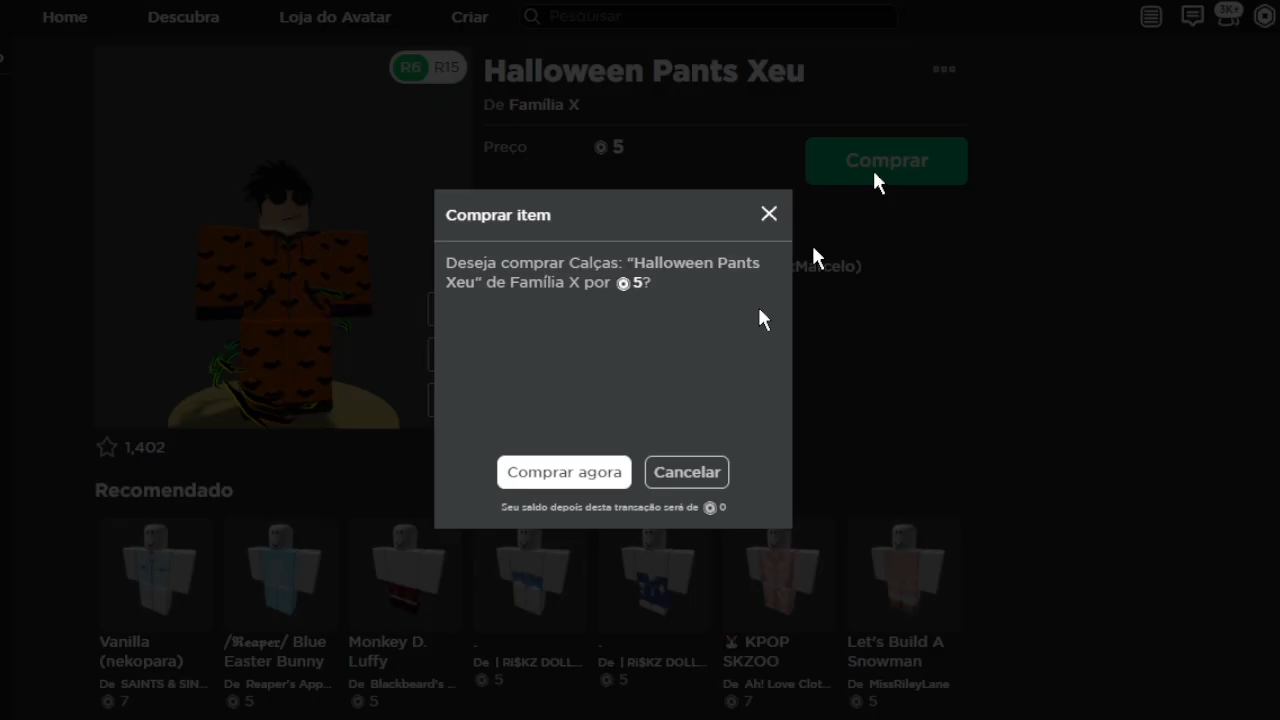 Home Descubra Loja do Avatar Criar Pesquisar 3K+
R6 R15
Halloween Pants Xeu
De Família X
Preço 5
Comprar
Comprar item
Deseja comprar Calças: “Halloween Pants
Xeu” de Família X por 5?
Marcelo)
Comprar agora Cancelar
Seu saldo depois desta transação será de 0
1,402
Recomendado
Vanilla
(nekopara)
De SAINTS & SIN...
7
/𝕽𝖊𝖆𝖕𝖊𝖗/ Blue
Easter Bunny
De Reaper's App...
5
Monkey D.
Luffy
De Blackbeard's ...
5
.
De | RI$KZ DOLL...
5
.
De | RI$KZ DOLL...
5
KPOP
SKZOO
De Ah! Love Clot...
7
Let's Build A
Snowman
De MissRileyLane
5